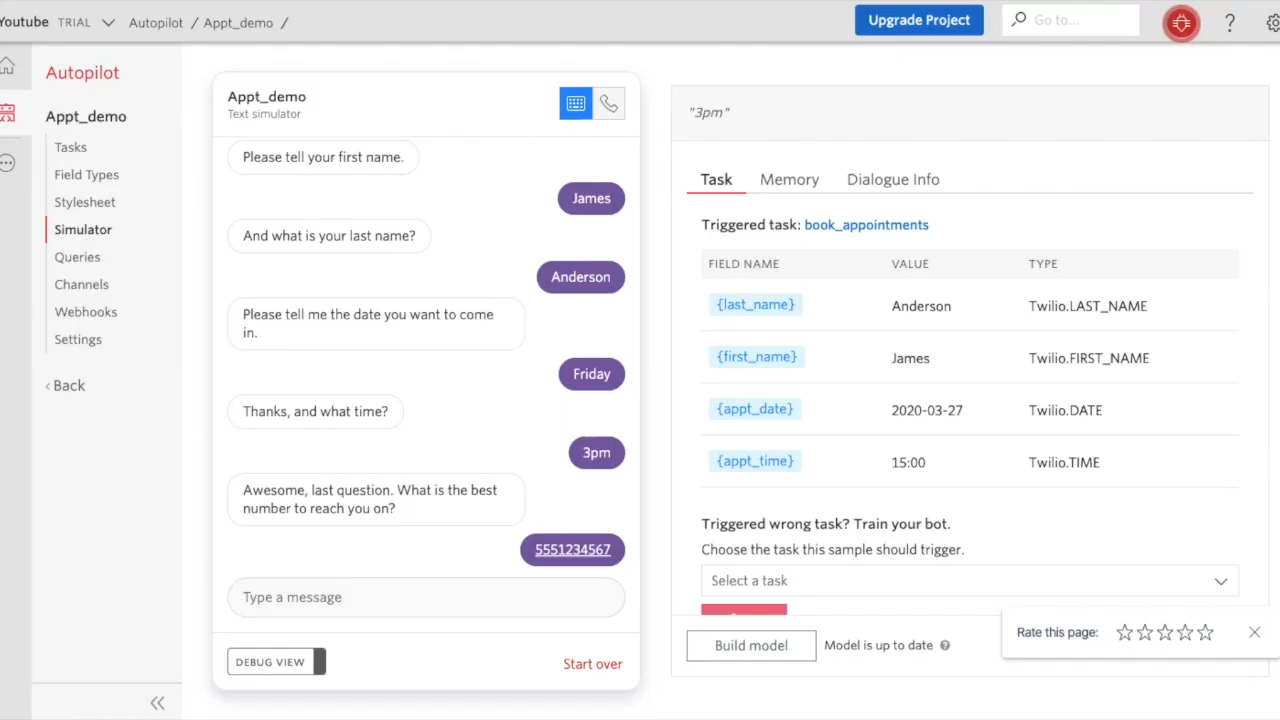 Youtube TRIAL Autopilot / Appt_demo /
Upgrade Project
Go to...
?
Autopilot
Appt_demo
Tasks
Field Types
Stylesheet
Simulator
Queries
Channels
Webhooks
Settings
‹ Back
«
Appt_demo
Text simulator
Please tell your first name.
James
And what is your last name?
Anderson
Please tell me the date you want to come
in.
Friday
Thanks, and what time?
3pm
Awesome, last question. What is the best
number to reach you on?
5551234567
Type a message
DEBUG VIEW
Start over
"3pm"
Task Memory Dialogue Info
Triggered task: book_appointments
FIELD NAME VALUE TYPE
{last_name} Anderson Twilio.LAST_NAME
{first_name} James Twilio.FIRST_NAME
{appt_date} 2020-03-27 Twilio.DATE
{appt_time} 15:00 Twilio.TIME
Triggered wrong task? Train your bot.
Choose the task this sample should trigger.
Select a task
Build model Model is up to date ?
Rate this page: